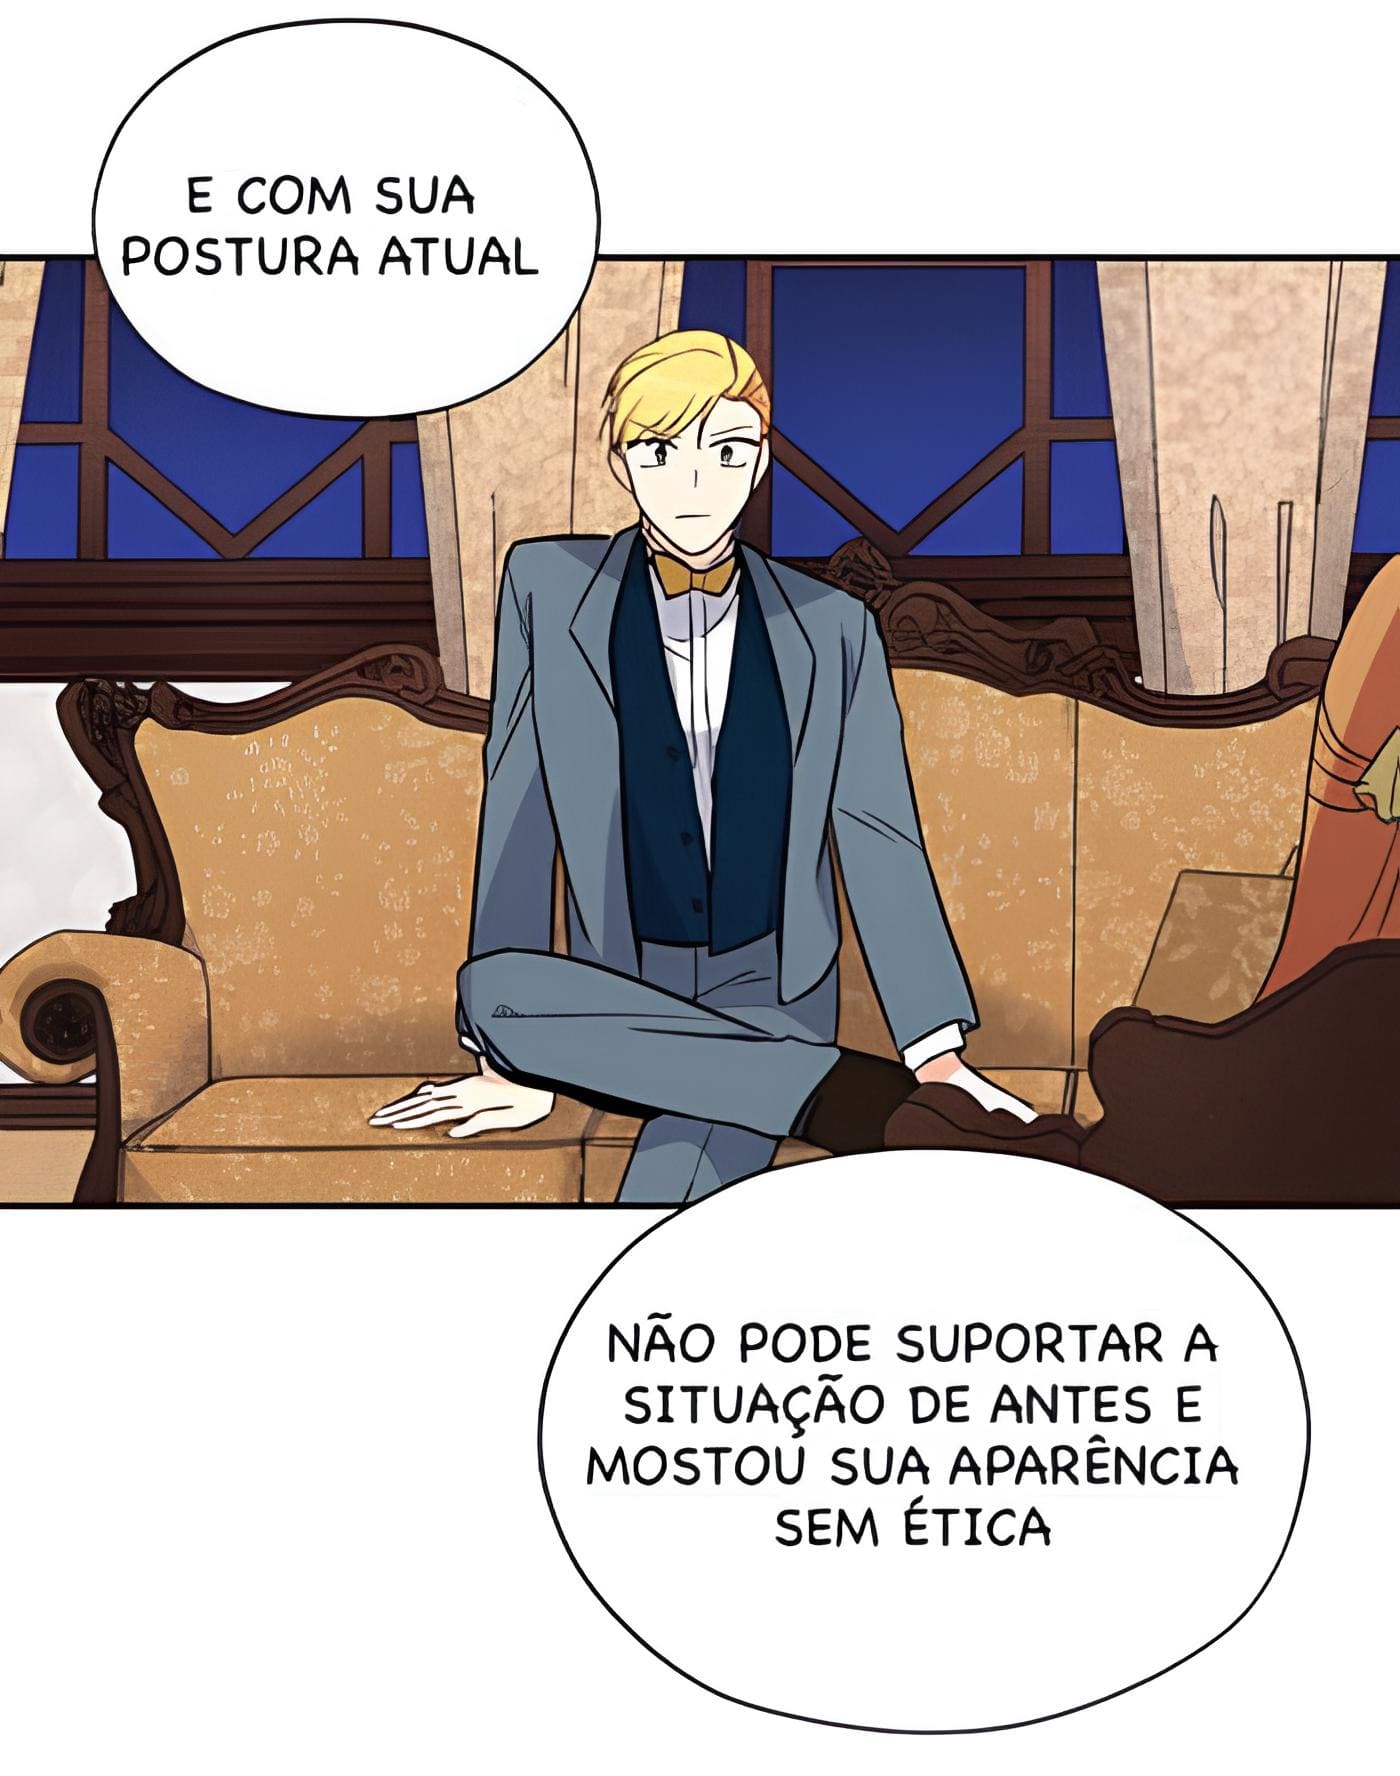 E COM SUA
POSTURA ATUAL
NÃO PODE SUPORTAR A
SITUAÇÃO DE ANTES E
MOSTOU SUA APARÊNCIA
SEM ÉTICA